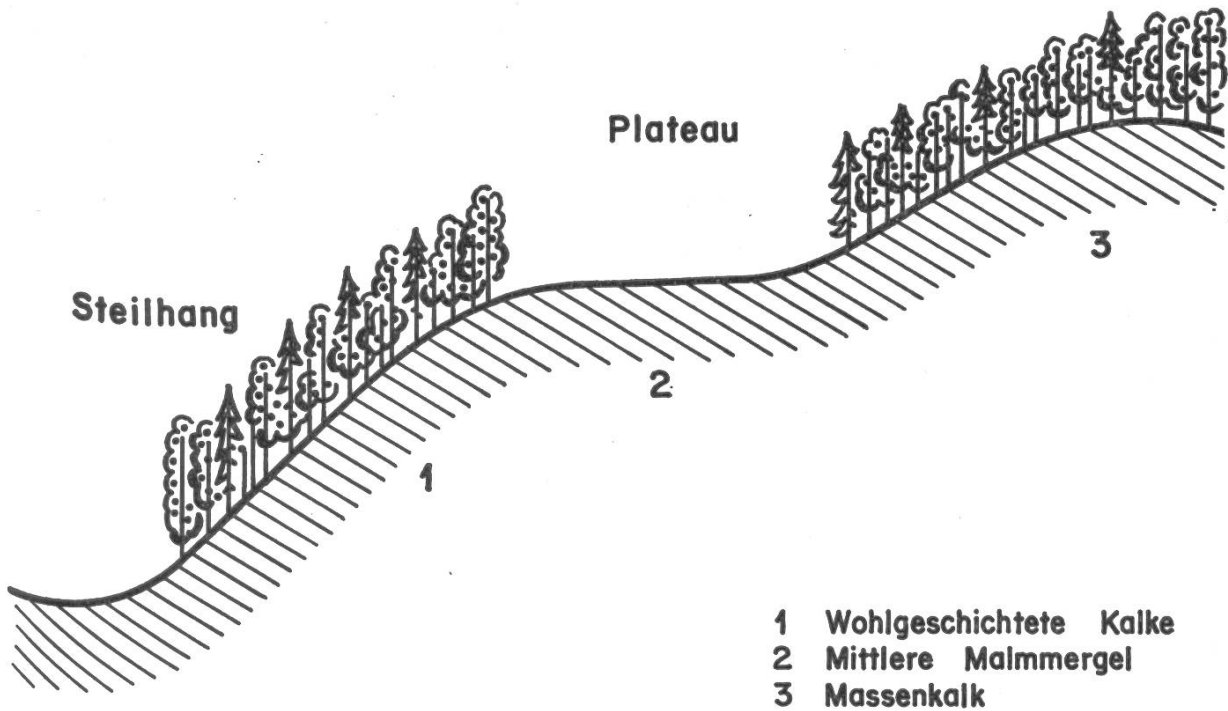 Plateau
Steilhang
3
2
1
1 Wohlgeschichtete Kalke
2 Mittlere Malmmergel
3 Massenkalk